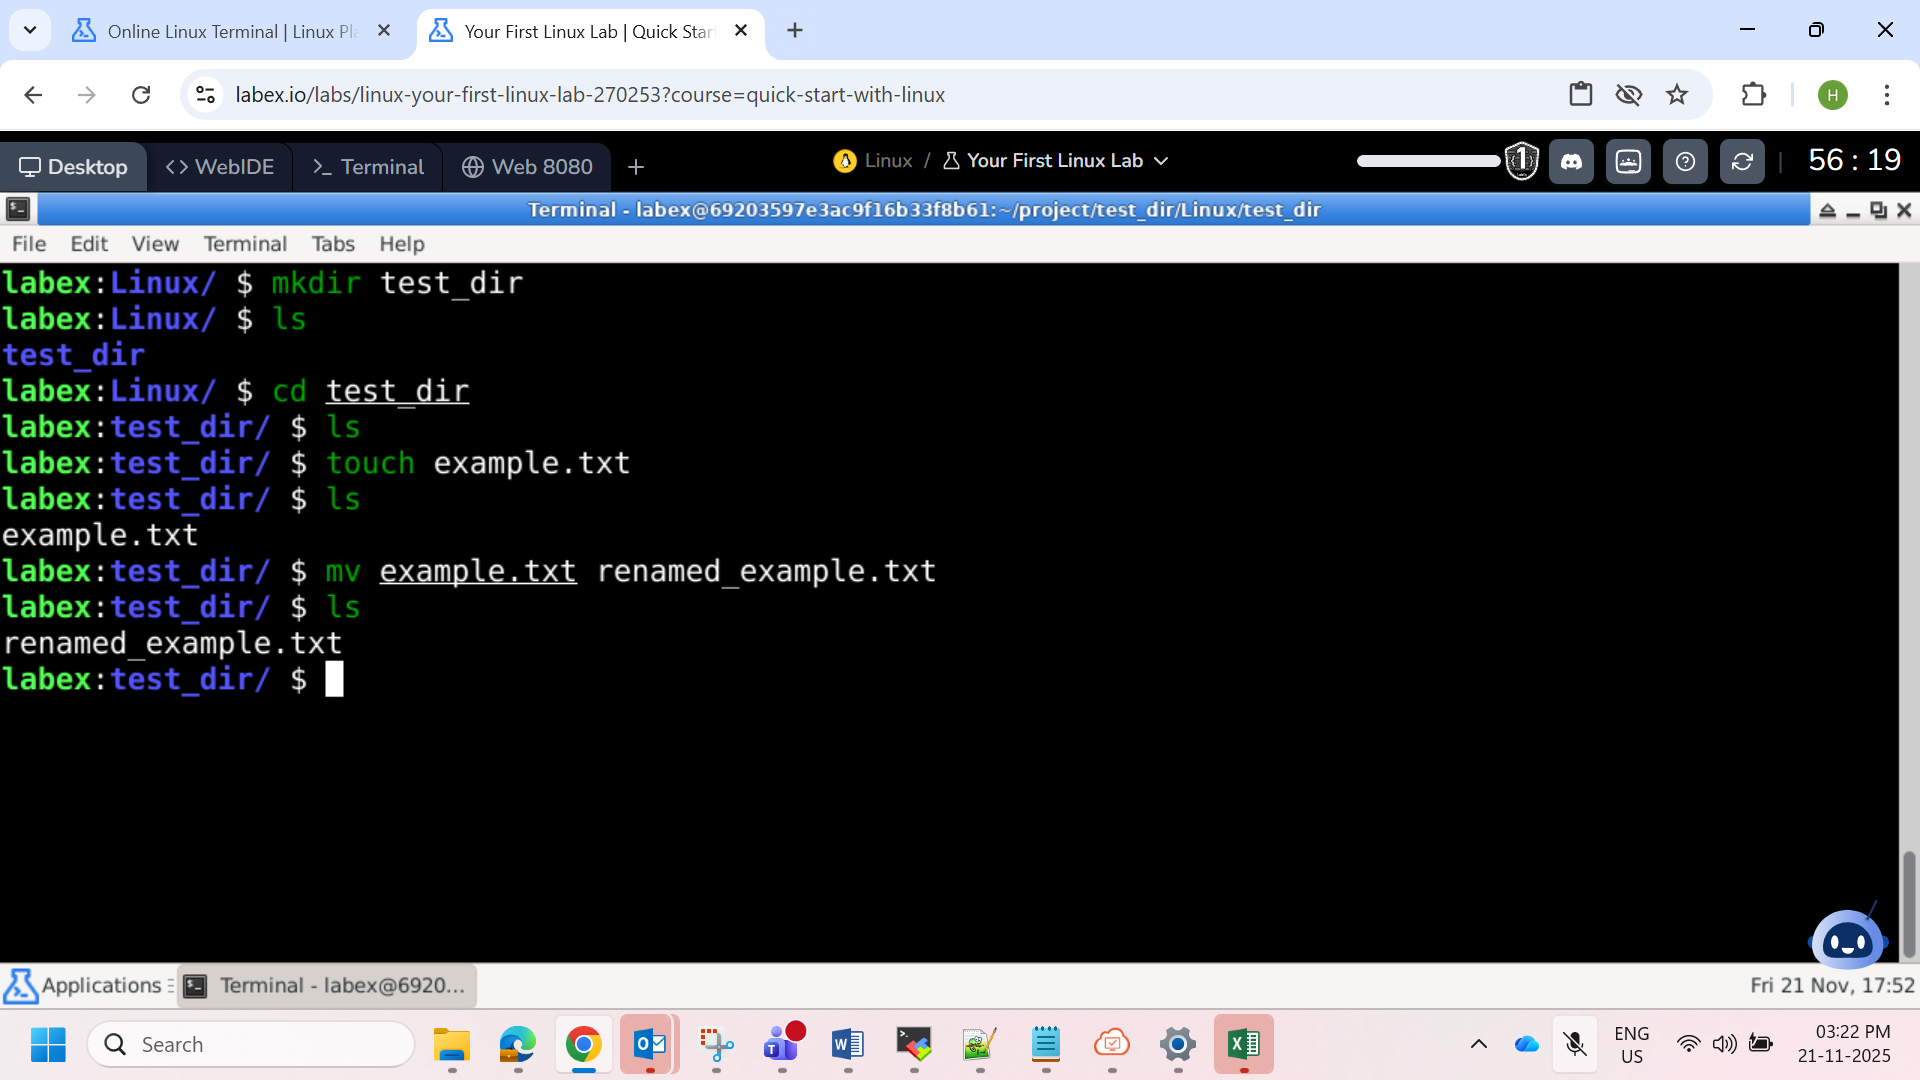 Online Linux Terminal | Linux Pla
Your First Linux Lab | Quick Star
labex.io/labs/linux-your-first-linux-lab-270253?course=quick-start-with-linux
H
Desktop
<> WebIDE
>_ Terminal
Web 8080
+
Linux / Your First Linux Lab
1
56 : 19
Terminal - labex@69203597e3ac9f16b33f8b61:~/project/test_dir/Linux/test_dir
File Edit View Terminal Tabs Help
labex:Linux/ $ mkdir test_dir
labex:Linux/ $ ls
test_dir
labex:Linux/ $ cd test_dir
labex:test_dir/ $ ls
labex:test_dir/ $ touch example.txt
labex:test_dir/ $ ls
example.txt
labex:test_dir/ $ mv example.txt renamed_example.txt
labex:test_dir/ $ ls
renamed_example.txt
labex:test_dir/ $
Applications
Terminal - labex@6920...
Fri 21 Nov, 17:52
Search
ENG
US
03:22 PM
21-11-2025